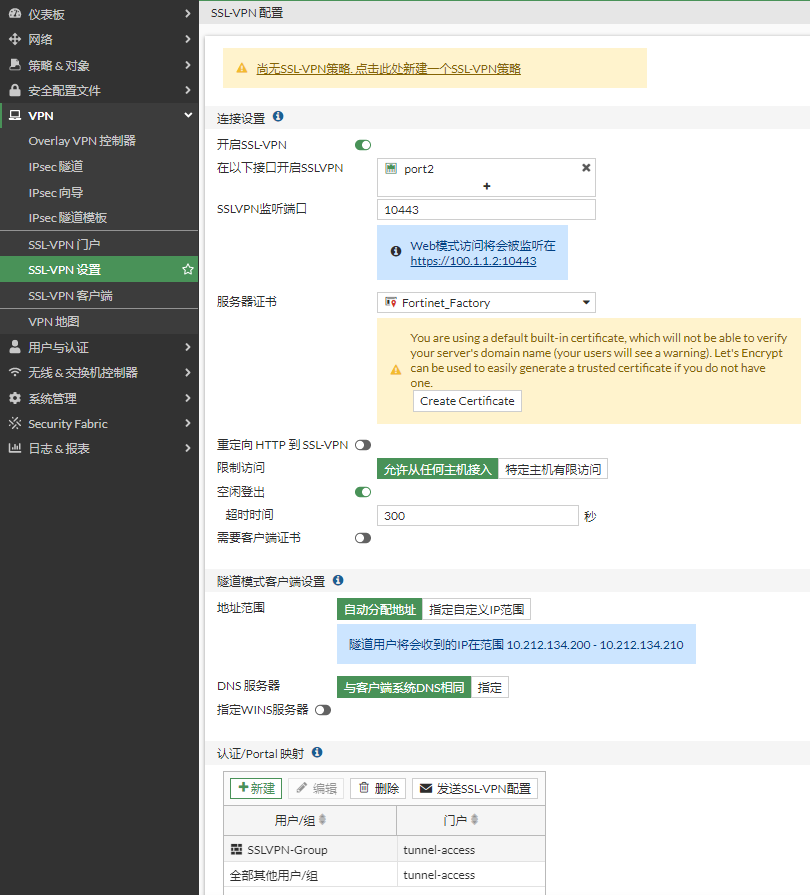 仪表板
网络
策略 & 对象
安全配置文件
VPN
Overlay VPN 控制器
IPsec 隧道
IPsec 向导
IPsec 隧道模板
SSL-VPN 门户
SSL-VPN 设置
SSL-VPN 客户端
VPN 地图
用户与认证
无线 & 交换机控制器
系统管理
Security Fabric
日志 & 报表
SSL-VPN 配置
尚无SSL-VPN策略. 点击此处新建一个SSL-VPN策略
连接设置
开启SSL-VPN
在以下接口开启SSLVPN
port2
SSLVPN监听端口
10443
Web模式访问将会被监听在
https://100.1.1.2:10443
服务器证书
Fortinet_Factory
You are using a default built-in certificate, which will not be able to verify
your server's domain name (your users will see a warning). Let's Encrypt
can be used to easily generate a trusted certificate if you do not have
one.
Create Certificate
重定向 HTTP 到 SSL-VPN
限制访问
允许从任何主机接入 特定主机有限访问
空闲登出
超时时间
300 秒
需要客户端证书
隧道模式客户端设置
地址范围
自动分配地址 指定自定义IP范围
隧道用户将会收到的IP在范围 10.212.134.200 - 10.212.134.210
DNS 服务器
与客户端系统DNS相同 指定
指定WINS服务器
认证/Portal 映射
新建 编辑 删除 发送SSL-VPN配置
用户/组 门户
SSLVPN-Group tunnel-access
全部其他用户/组 tunnel-access